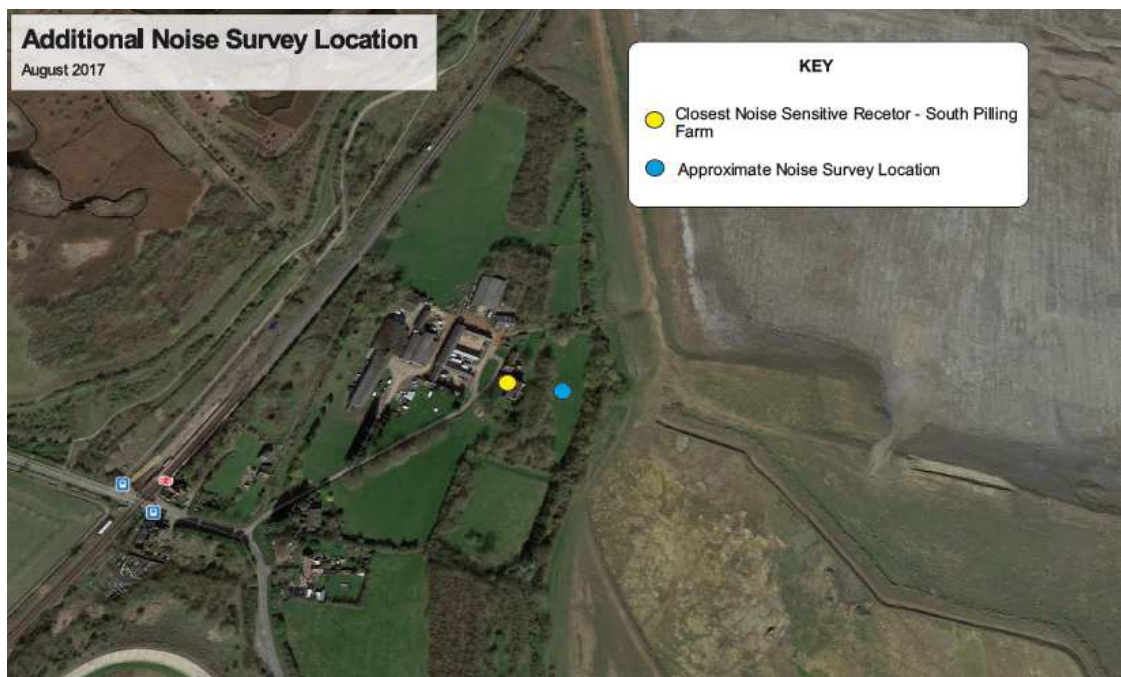 Additional Noise Survey Location
August 2017
KEY
Closest Noise Sensitive Recetor - South Pilling
Farm
Approximate Noise Survey Location